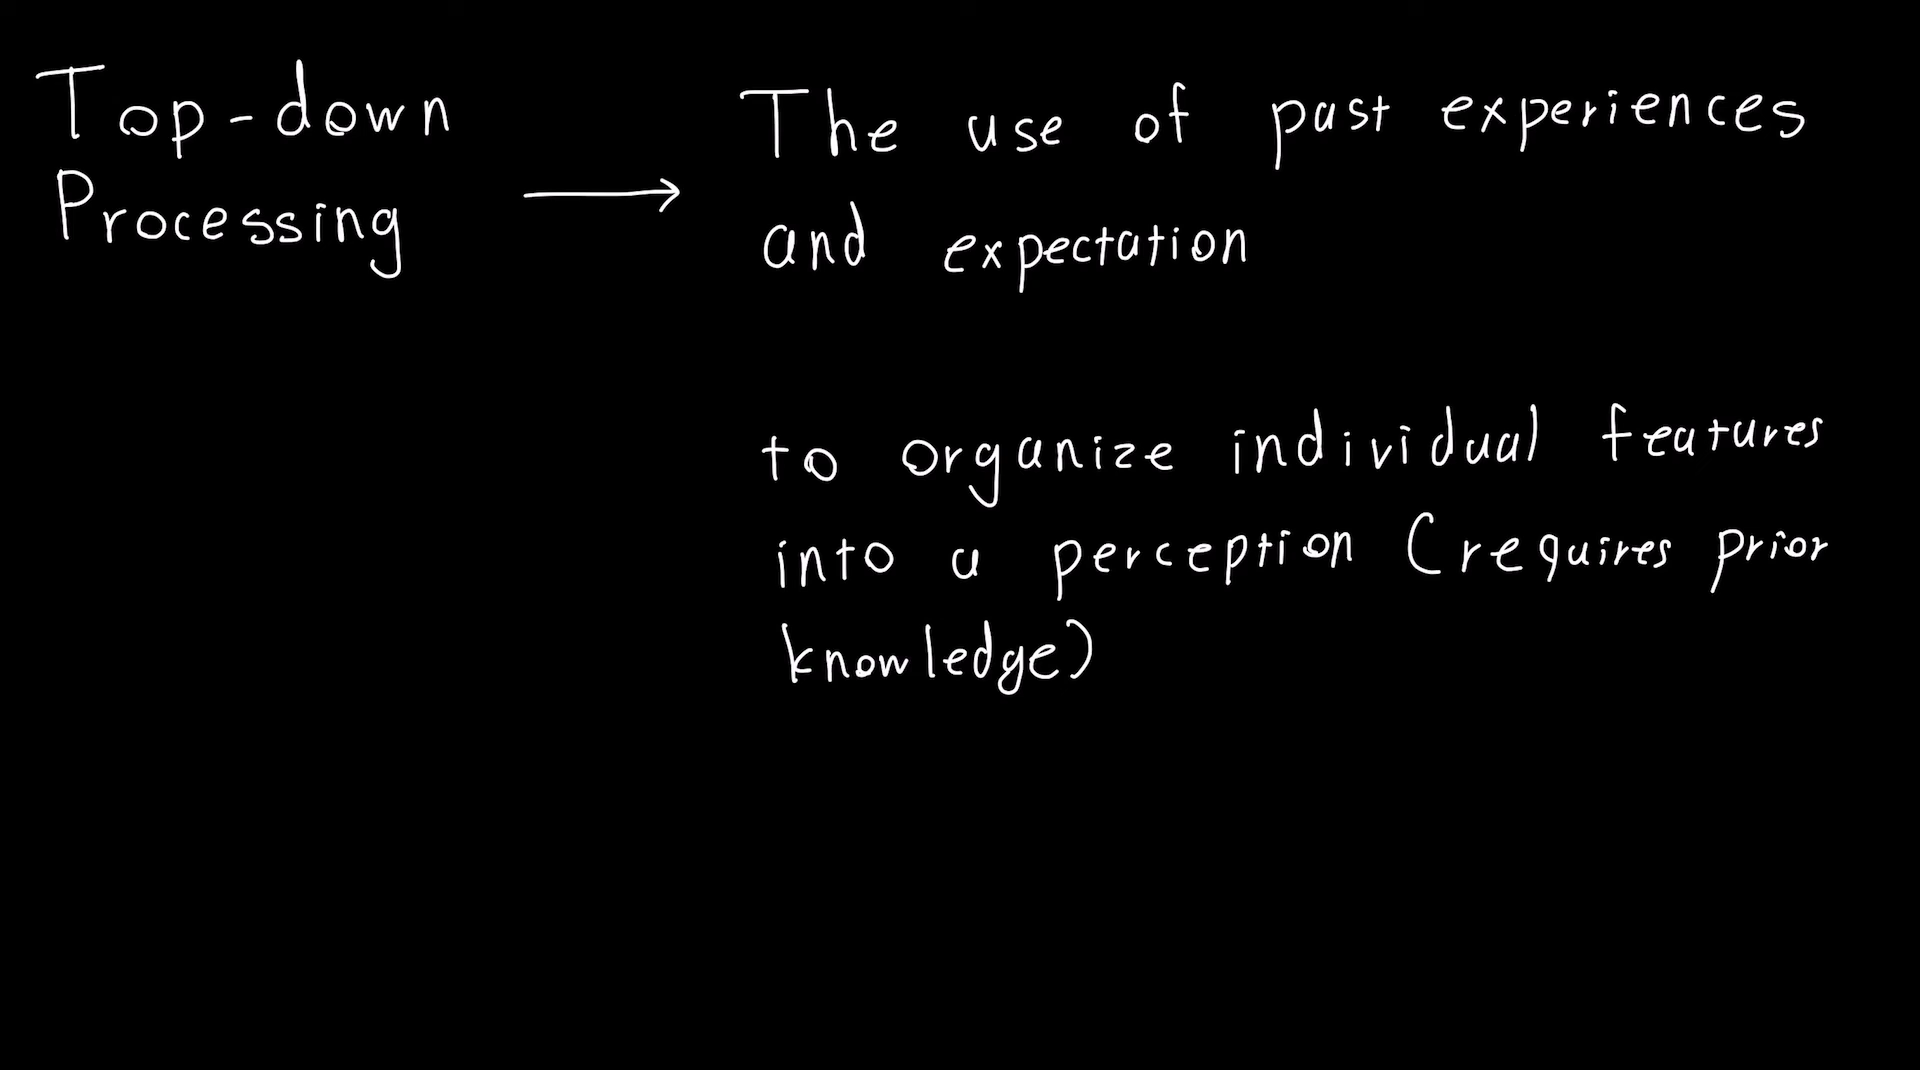 Top-down
Processing
The use of past experiences
and expectation
to organize individual features
into a perception (requires prior
knowledge)